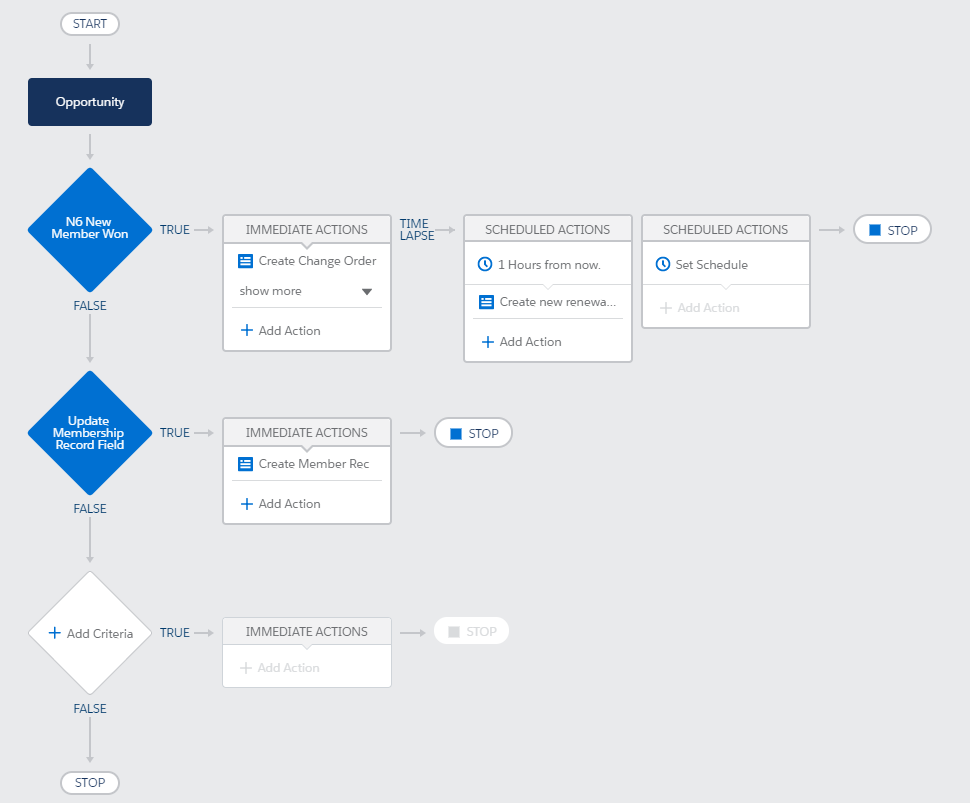 START
Opportunity
N6 New
Member Won
TRUE
IMMEDIATE ACTIONS
Create Change Order
show more
Add Action
TIME
LAPSE
SCHEDULED ACTIONS
1 Hours from now.
Create new renewa...
Add Action
SCHEDULED ACTIONS
Set Schedule
Add Action
STOP
FALSE
Update
Membership
Record Field
TRUE
IMMEDIATE ACTIONS
Create Member Rec
Add Action
STOP
FALSE
Add Criteria
TRUE
IMMEDIATE ACTIONS
Add Action
STOP
FALSE
STOP